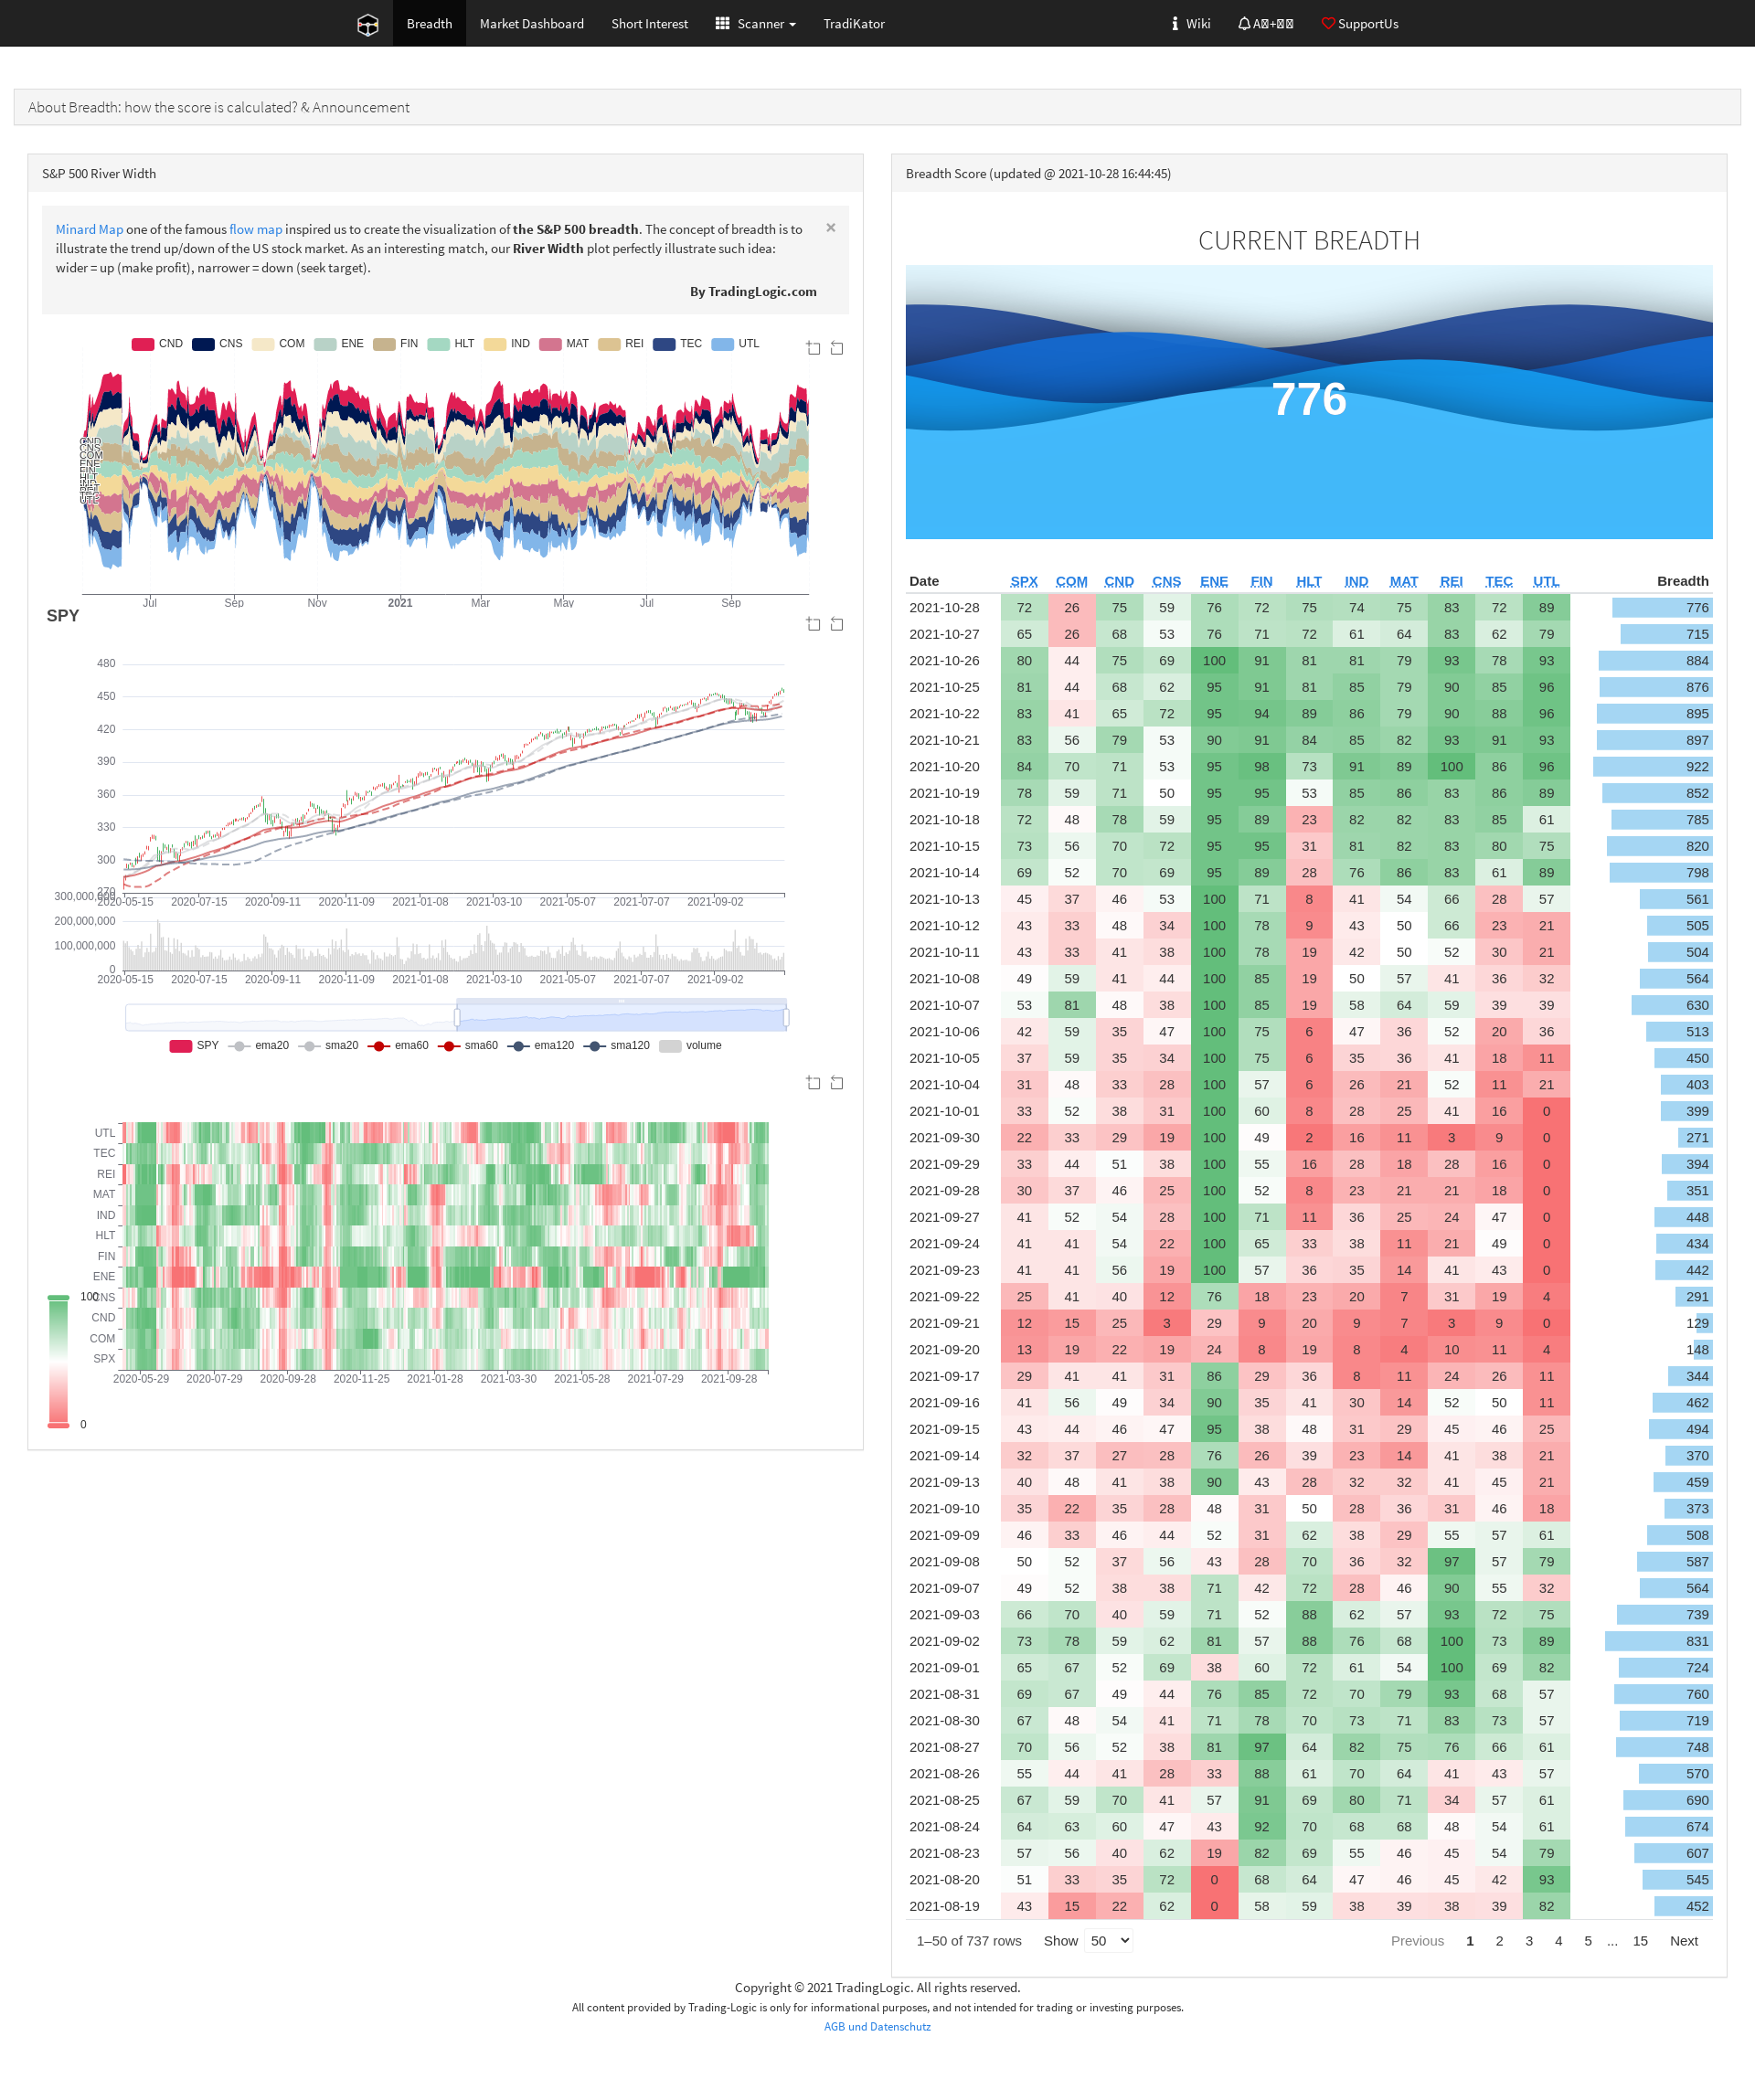 Breadth Market Dashboard Short Interest Scanner TradiKator Wiki SupportUs
About Breadth: how the score is calculated? & Announcement
S&P 500 River Width
Minard Map one of the famous flow map inspired us to create the visualization of the S&P 500 breadth. The concept of breadth is to
illustrate the trend up/down of the US stock market. As an interesting match, our River Width plot perfectly illustrate such idea:
wider = up (make profit), narrower = down (seek target).
×
By TradingLogic.com
CND CNS COM ENE FIN HLT IND MAT REI TEC UTL
CND
CNS
COM
ENE
FIN
HLT
UTL
Jul Sep Nov 2021 Mar May Jul Sep
SPY
480
450
420
390
360
330
300
270
2020-05-15 2020-07-15 2020-09-11 2020-11-09 2021-01-08 2021-03-10 2021-05-07 2021-07-07 2021-09-02
300,000,000
200,000,000
100,000,000
0
2020-05-15 2020-07-15 2020-09-11 2020-11-09 2021-01-08 2021-03-10 2021-05-07 2021-07-07 2021-09-02
SPY ema20 sma20 ema60 sma60 ema120 sma120 volume
UTL
TEC
REI
MAT
IND
HLT
FIN
ENE
CNS
CND
COM
SPX
2020-05-29 2020-07-29 2020-09-28 2020-11-25 2021-01-28 2021-03-30 2021-05-28 2021-07-29 2021-09-28
100
0
Breadth Score (updated @ 2021-10-28 16:44:45)
CURRENT BREADTH
776
Date SPX COM CND CNS ENE FIN HLT IND MAT REI TEC UTL Breadth
2021-10-28 72 26 75 59 76 72 75 74 75 83 72 89 776
2021-10-27 65 26 68 53 76 71 72 61 64 83 62 79 715
2021-10-26 80 44 75 69 100 91 81 81 79 93 78 93 884
2021-10-25 81 44 68 62 95 91 81 85 79 90 85 96 876
2021-10-22 83 41 65 72 95 94 89 86 79 90 88 96 895
2021-10-21 83 56 79 53 90 91 84 85 82 93 91 93 897
2021-10-20 84 70 71 53 95 98 73 91 89 100 86 96 922
2021-10-19 78 59 71 50 95 95 53 85 86 83 86 89 852
2021-10-18 72 48 78 59 95 89 23 82 82 83 85 61 785
2021-10-15 73 56 70 72 95 95 31 81 82 83 80 75 820
2021-10-14 69 52 70 69 95 89 28 76 86 83 61 89 798
2021-10-13 45 37 46 53 100 71 8 41 54 66 28 57 561
2021-10-12 43 33 48 34 100 78 9 43 50 66 23 21 505
2021-10-11 43 33 41 38 100 78 19 42 50 52 30 21 504
2021-10-08 49 59 41 44 100 85 19 50 57 41 36 32 564
2021-10-07 53 81 48 38 100 85 19 58 64 59 39 39 630
2021-10-06 42 59 35 47 100 75 6 47 36 52 20 36 513
2021-10-05 37 59 35 34 100 75 6 35 36 41 18 11 450
2021-10-04 31 48 33 28 100 57 6 26 21 52 11 21 403
2021-10-01 33 52 38 31 100 60 8 28 25 41 16 0 399
2021-09-30 22 33 29 19 100 49 2 16 11 3 9 0 271
2021-09-29 33 44 51 38 100 55 16 28 18 28 16 0 394
2021-09-28 30 37 46 25 100 52 8 23 21 21 18 0 351
2021-09-27 41 52 54 28 100 71 11 36 25 24 47 0 448
2021-09-24 41 41 54 22 100 65 33 38 11 21 49 0 434
2021-09-23 41 41 56 19 100 57 36 35 14 41 43 0 442
2021-09-22 25 41 40 12 76 18 23 20 7 31 19 4 291
2021-09-21 12 15 25 3 29 9 20 9 7 3 9 0 129
2021-09-20 13 19 22 19 24 8 19 8 4 10 11 4 148
2021-09-17 29 41 41 31 86 29 36 8 11 24 26 11 344
2021-09-16 41 56 49 34 90 35 41 30 14 52 50 11 462
2021-09-15 43 44 46 47 95 38 48 31 29 45 46 25 494
2021-09-14 32 37 27 28 76 26 39 23 14 41 38 21 370
2021-09-13 40 48 41 38 90 43 28 32 32 41 45 21 459
2021-09-10 35 22 35 28 48 31 50 28 36 31 46 18 373
2021-09-09 46 33 46 44 52 31 62 38 29 55 57 61 508
2021-09-08 50 52 37 56 43 28 70 36 32 97 57 79 587
2021-09-07 49 52 38 38 71 42 72 28 46 90 55 32 564
2021-09-03 66 70 40 59 71 52 88 62 57 93 72 75 739
2021-09-02 73 78 59 62 81 57 88 76 68 100 73 89 831
2021-09-01 65 67 52 69 38 60 72 61 54 100 69 82 724
2021-08-31 69 67 49 44 76 85 72 70 79 93 68 57 760
2021-08-30 67 48 54 41 71 78 70 73 71 83 73 57 719
2021-08-27 70 56 52 38 81 97 64 82 75 76 66 61 748
2021-08-26 55 44 41 28 33 88 61 70 64 41 43 57 570
2021-08-25 67 59 70 41 57 91 69 80 71 34 57 61 690
2021-08-24 64 63 60 47 43 92 70 68 68 48 54 61 674
2021-08-23 57 56 40 62 19 82 69 55 46 45 54 79 607
2021-08-20 51 33 35 72 0 68 64 47 46 45 42 93 545
2021-08-19 43 15 22 62 0 58 59 38 39 38 39 82 452
1–50 of 737 rows Show 50 Previous 1 2 3 4 5 ... 15 Next
Copyright © 2021 TradingLogic. All rights reserved.
All content provided by Trading-Logic is only for informational purposes, and not intended for trading or investing purposes.
AGB und Datenschutz